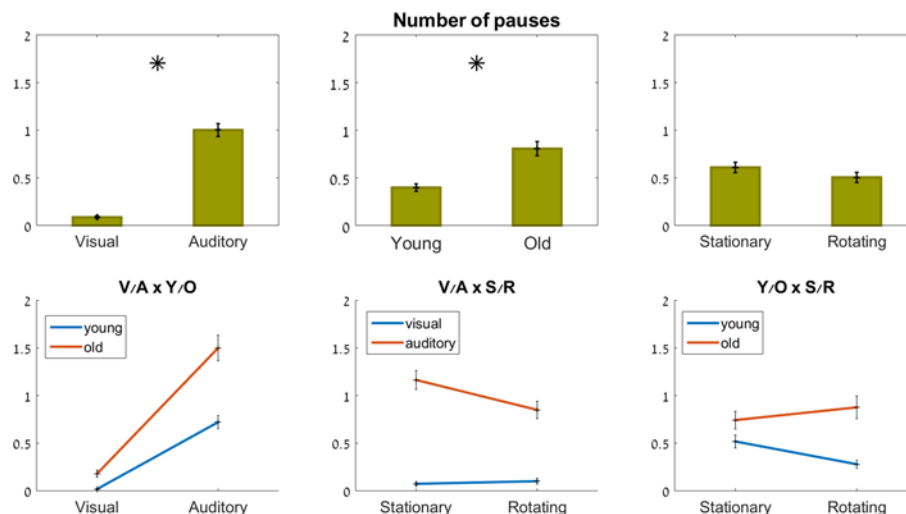 Number of pauses
2
1.5
1
0.5
0
*
Visual Auditory
2
1.5
1
0.5
0
*
Young Old
2
1.5
1
0.5
0
Stationary Rotating
V/A x Y/O
2
1.5
1
0.5
0
young
old
Visual Auditory
V/A x S/R
2
1.5
1
0.5
0
visual
auditory
Stationary Rotating
Y/O x S/R
2
1.5
1
0.5
0
young
old
Stationary Rotating